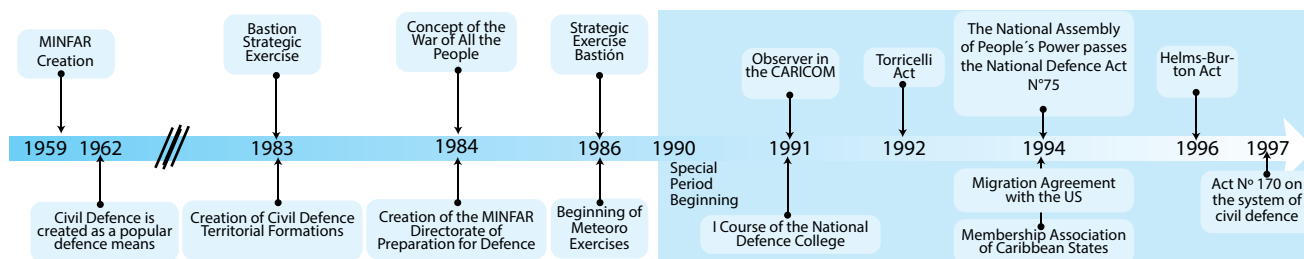 MINFAR
Creation
Bastion
Strategic
Exercise
Concept of the
War of All the
People
Strategic
Exercise
Bastión
Observer in
the CARICOM
Torricelli
Act
The National Assembly
of People´s Power passes
the National Defence Act
N°75
Helms-Bur-
ton Act
1959 1962 1983 1984 1986 1990 1991 1992 1994 1996 1997
Civil Defence is
created as a popular
defence means
Creation of Civil Defence
Territorial Formations
Creation of the MINFAR
Directorate of
Preparation for Defence
Beginning of
Meteoro
Exercises
Special
Period
Beginning
I Course of the National
Defence College
Migration Agreement
with the US
Membership Association
of Caribbean States
Act Nº 170 on
the system of
civil defence